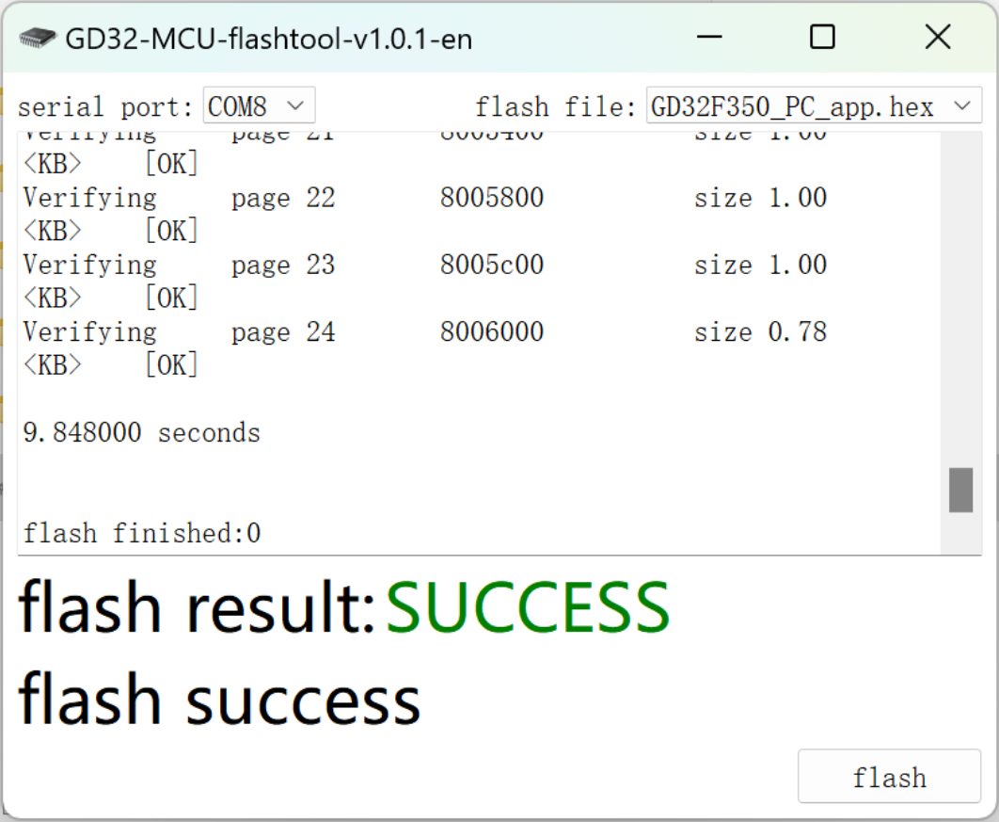 GD32-MCU-flashtool-v1.0.1-en
serial port: COM8 flash file: GD32F350_PC_app.hex
Verifying page 21 8005400 size 1.00
<KB> [OK]
Verifying page 22 8005800 size 1.00
<KB> [OK]
Verifying page 23 8005c00 size 1.00
<KB> [OK]
Verifying page 24 8006000 size 0.78
<KB> [OK]
9.848000 seconds
flash finished:0
flash result: SUCCESS
flash success
flash